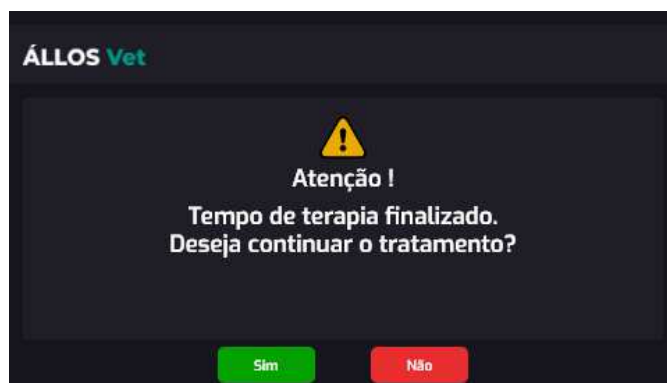 ÁLLOS Vet
Atenção !
Tempo de terapia finalizado.
Deseja continuar o tratamento?
Sim Não